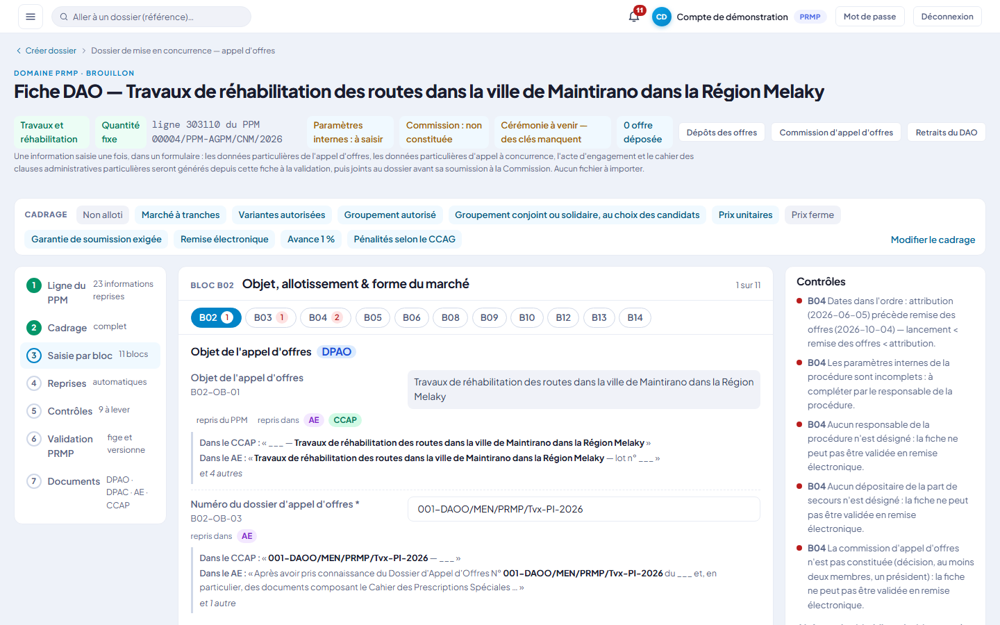 Aller à un dossier (référence)...
11
CD
Compte de démonstration
PRMP
Mot de passe
Déconnexion
Créer dossier
Dossier de mise en concurrence — appel d'offres
DOMAINE PRMP · BROUILLON
Fiche DAO — Travaux de réhabilitation des routes dans la ville de Maintirano dans la Région Melaky
Travaux et
réhabilitation
Quantité
fixe
ligne 303110 du PPM
00004/PPM-AGPM/CNM/2026
Paramètres
internes : à saisir
Commission : non
constituée
Cérémonie à venir —
des clés manquent
0 offre
déposée
Dépôts des offres
Commission d'appel d'offres
Retraits du DAO
Une information saisie une fois, dans un formulaire : les données particulières de l'appel d'offres, les données particulières d'appel à concurrence, l'acte d'engagement et le cahier des
clauses administratives particulières seront générés depuis cette fiche à la validation, puis joints au dossier avant sa soumission à la Commission. Aucun fichier à importer.
CADRAGE
Non alloti
Marché à tranches
Variantes autorisées
Groupement autorisé
Groupement conjoint ou solidaire, au choix des candidats
Prix unitaires
Prix ferme
Garantie de soumission exigée
Remise électronique
Avance 1 %
Pénalités selon le CCAG
Modifier le cadrage
1 Ligne du PPM
23 informations reprises
2 Cadrage
complet
3 Saisie par bloc
11 blocs
4 Reprises
automatiques
5 Contrôles
9 à lever
6 Validation PRMP
fige et versionne
7 Documents
DPAO · DPAC · AE · CCAP
BLOC B02
Objet, allotissement & forme du marché
1 sur 11
B02 1
B03 1
B04 2
B05
B06
B08
B09
B10
B12
B13
B14
Objet de l'appel d'offres DPAO
Objet de l'appel d'offres
B02-OB-01
Travaux de réhabilitation des routes dans la ville de Maintirano dans la Région
Melaky
repris du PPM
repris dans AE CCAP
Dans le CCAP : « ___ — Travaux de réhabilitation des routes dans la ville de Maintirano dans la Région Melaky »
Dans le AE : « Travaux de réhabilitation des routes dans la ville de Maintirano dans la Région Melaky — lot n° ___ »
et 4 autres
Numéro du dossier d'appel d'offres *
B02-OB-03
001-DAOO/MEN/PRMP/Tvx-PI-2026
repris dans AE
Dans le CCAP : « 001-DAOO/MEN/PRMP/Tvx-PI-2026 — ___ »
Dans le AE : « Après avoir pris connaissance du Dossier d'Appel d'Offres N° 001-DAOO/MEN/PRMP/Tvx-PI-2026 du ___ et, en
particulier, des documents composant le Cahier des Prescriptions Spéciales ... »
et 1 autre
Contrôles
B04 Dates dans l'ordre : attribution
(2026-06-05) précède remise des
offres (2026-10-04) — lancement <
remise des offres < attribution.
B04 Les paramètres internes de la
procédure sont incomplets : à
compléter par le responsable de la
procédure.
B04 Aucun responsable de la
procédure n'est désigné : la fiche ne
peut pas être validée en remise
électronique.
B04 Aucun dépositaire de la part de
secours n'est désigné : la fiche ne peut
pas être validée en remise
électronique.
B04 La commission d'appel d'offres
n'est pas constituée (décision, au moins
deux membres, un président) : la fiche
ne peut pas être validée en remise
électronique.